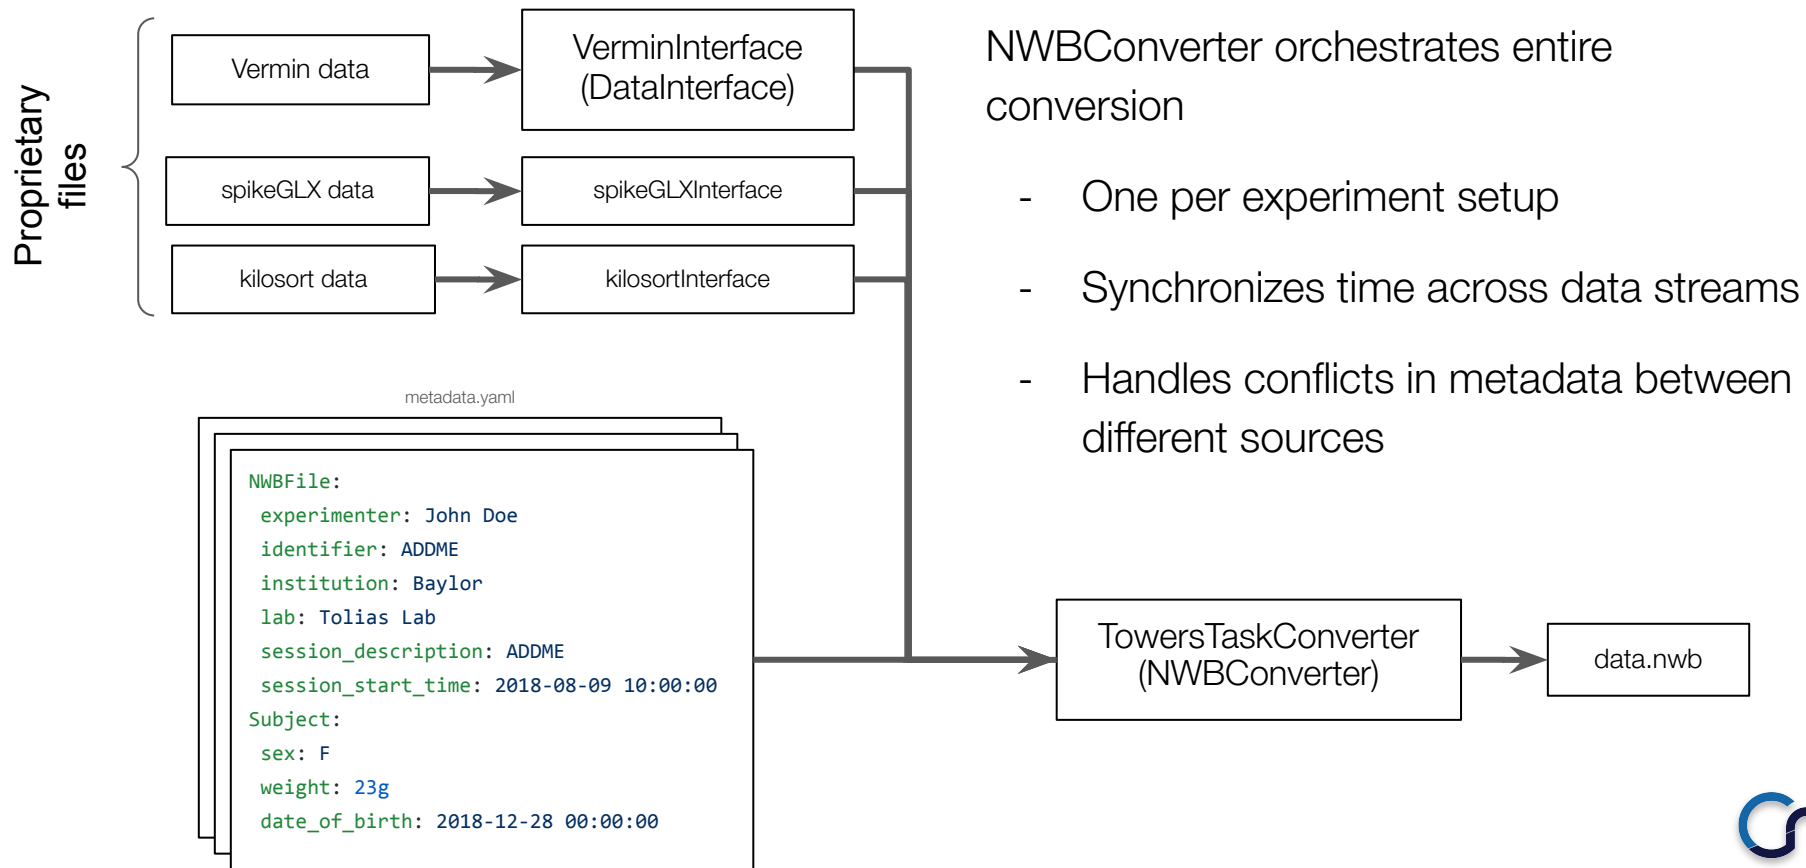 Proprietary
files
Vermin data
VerminInterface
(DataInterface)
spikeGLX data
spikeGLXInterface
kilosort data
kilosortInterface
NWBConverter orchestrates entire
conversion
- One per experiment setup
- Synchronizes time across data streams
- Handles conflicts in metadata between
different sources
metadata.yaml
NWBFile:
experimenter: John Doe
identifier: ADDME
institution: Baylor
lab: Tolias Lab
session_description: ADDME
session_start_time: 2018-08-09 10:00:00
Subject:
sex: F
weight: 23g
date_of_birth: 2018-12-28 00:00:00
TowersTaskConverter
(NWBConverter)
data.nwb